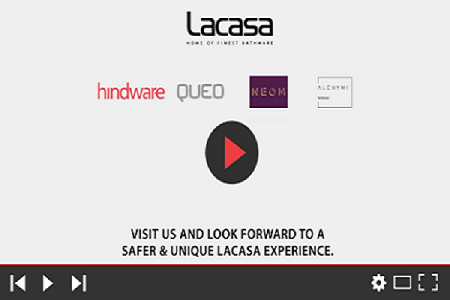 Lacasa
HOME OF FINEST BATHWARE
hindware QUEO NEOM ALCHYMI
VISIT US AND LOOK FORWARD TO A
SAFER & UNIQUE LACASA EXPERIENCE.